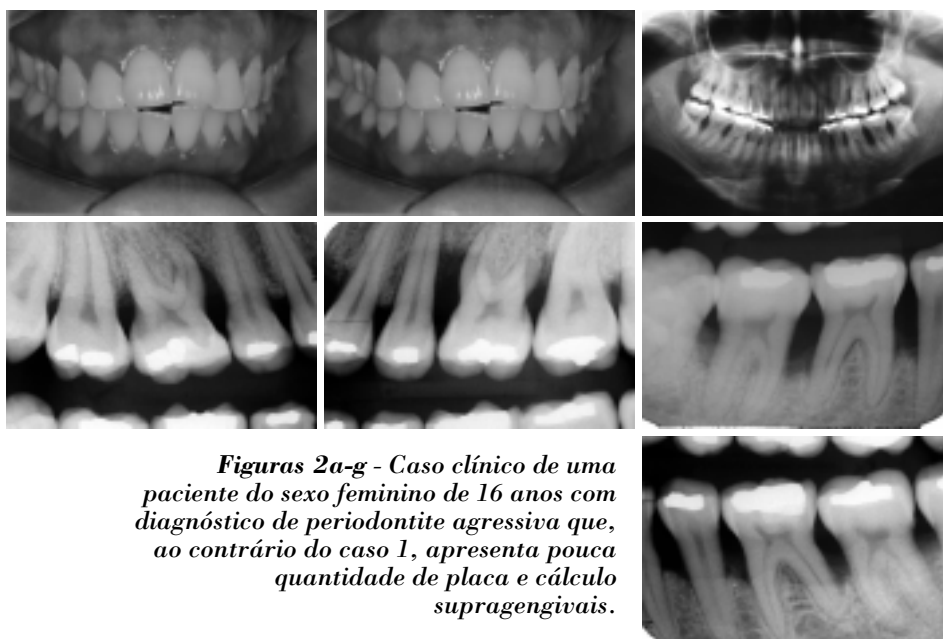 Figuras 2a-g - Caso clínico de uma
paciente do sexo feminino de 16 anos com
diagnóstico de periodontite agressiva que,
ao contrário do caso 1, apresenta pouca
quantidade de placa e cálculo
supragengivais.